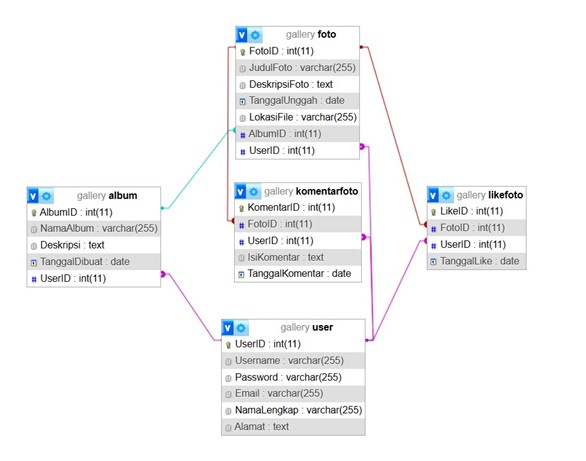 gallery foto
FotoID : int(11)
JudulFoto : varchar(255)
DeskripsiFoto : text
TanggalUnggah : date
LokasiFile : varchar(255)
AlbumID : int(11)
UserID : int(11)
gallery album
AlbumID : int(11)
NamaAlbum : varchar(255)
Deskripsi : text
TanggalDibuat : date
UserID : int(11)
gallery komentarfoto
KomentarID : int(11)
FotoID : int(11)
UserID : int(11)
IsiKomentar : text
TanggalKomentar : date
gallery likefoto
LikeID : int(11)
FotoID : int(11)
UserID : int(11)
TanggalLike : date
gallery user
UserID : int(11)
Username : varchar(255)
Password : varchar(255)
Email : varchar(255)
NamaLengkap : varchar(255)
Alamat : text